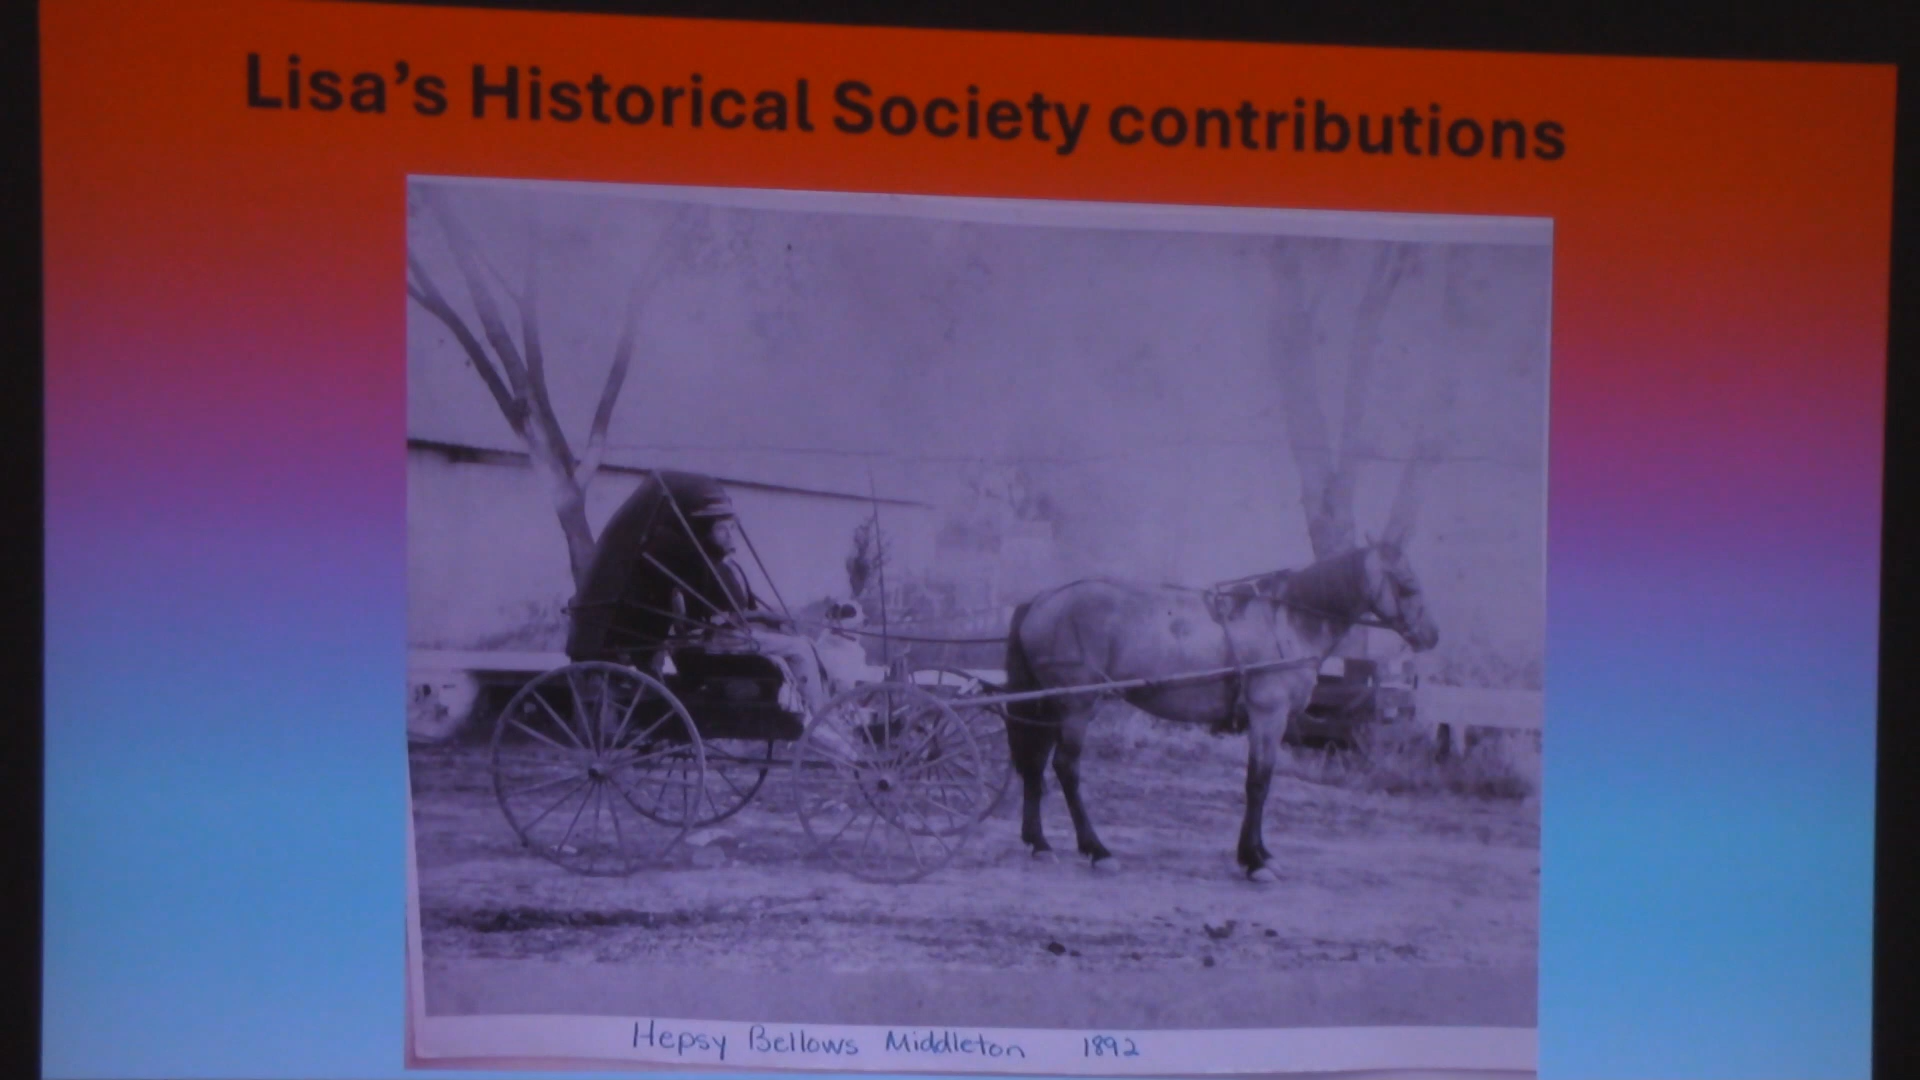 Lisa’s Historical Society contributions
Hepsy Bellows Middleton 1892